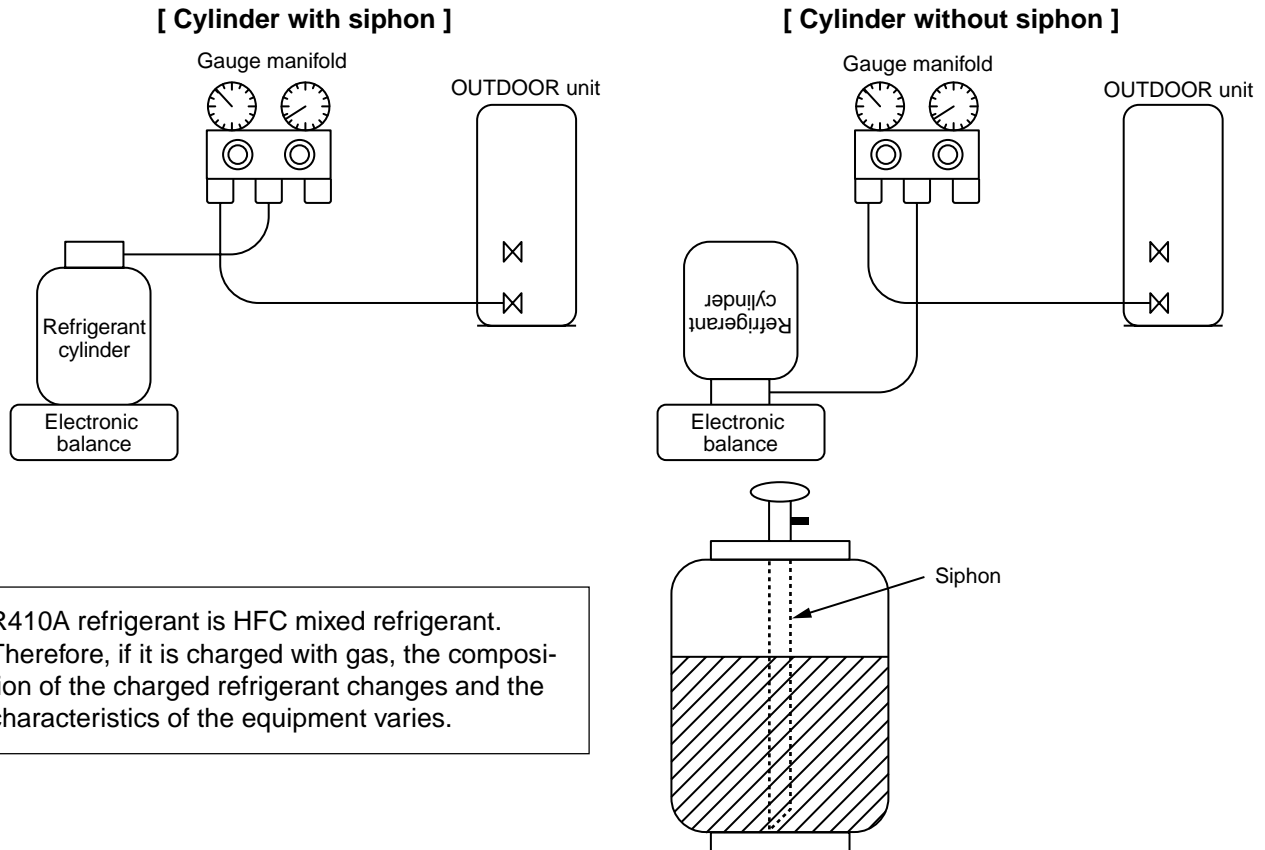 [ Cylinder with siphon ]
Gauge manifold
OUTDOOR unit
Refrigerant
cylinder
Electronic
balance
[ Cylinder without siphon ]
Gauge manifold
OUTDOOR unit
Refrigerant
cylinder
Electronic
balance
Siphon
R410A refrigerant is HFC mixed refrigerant.
Therefore, if it is charged with gas, the composi-
tion of the charged refrigerant changes and the
characteristics of the equipment varies.